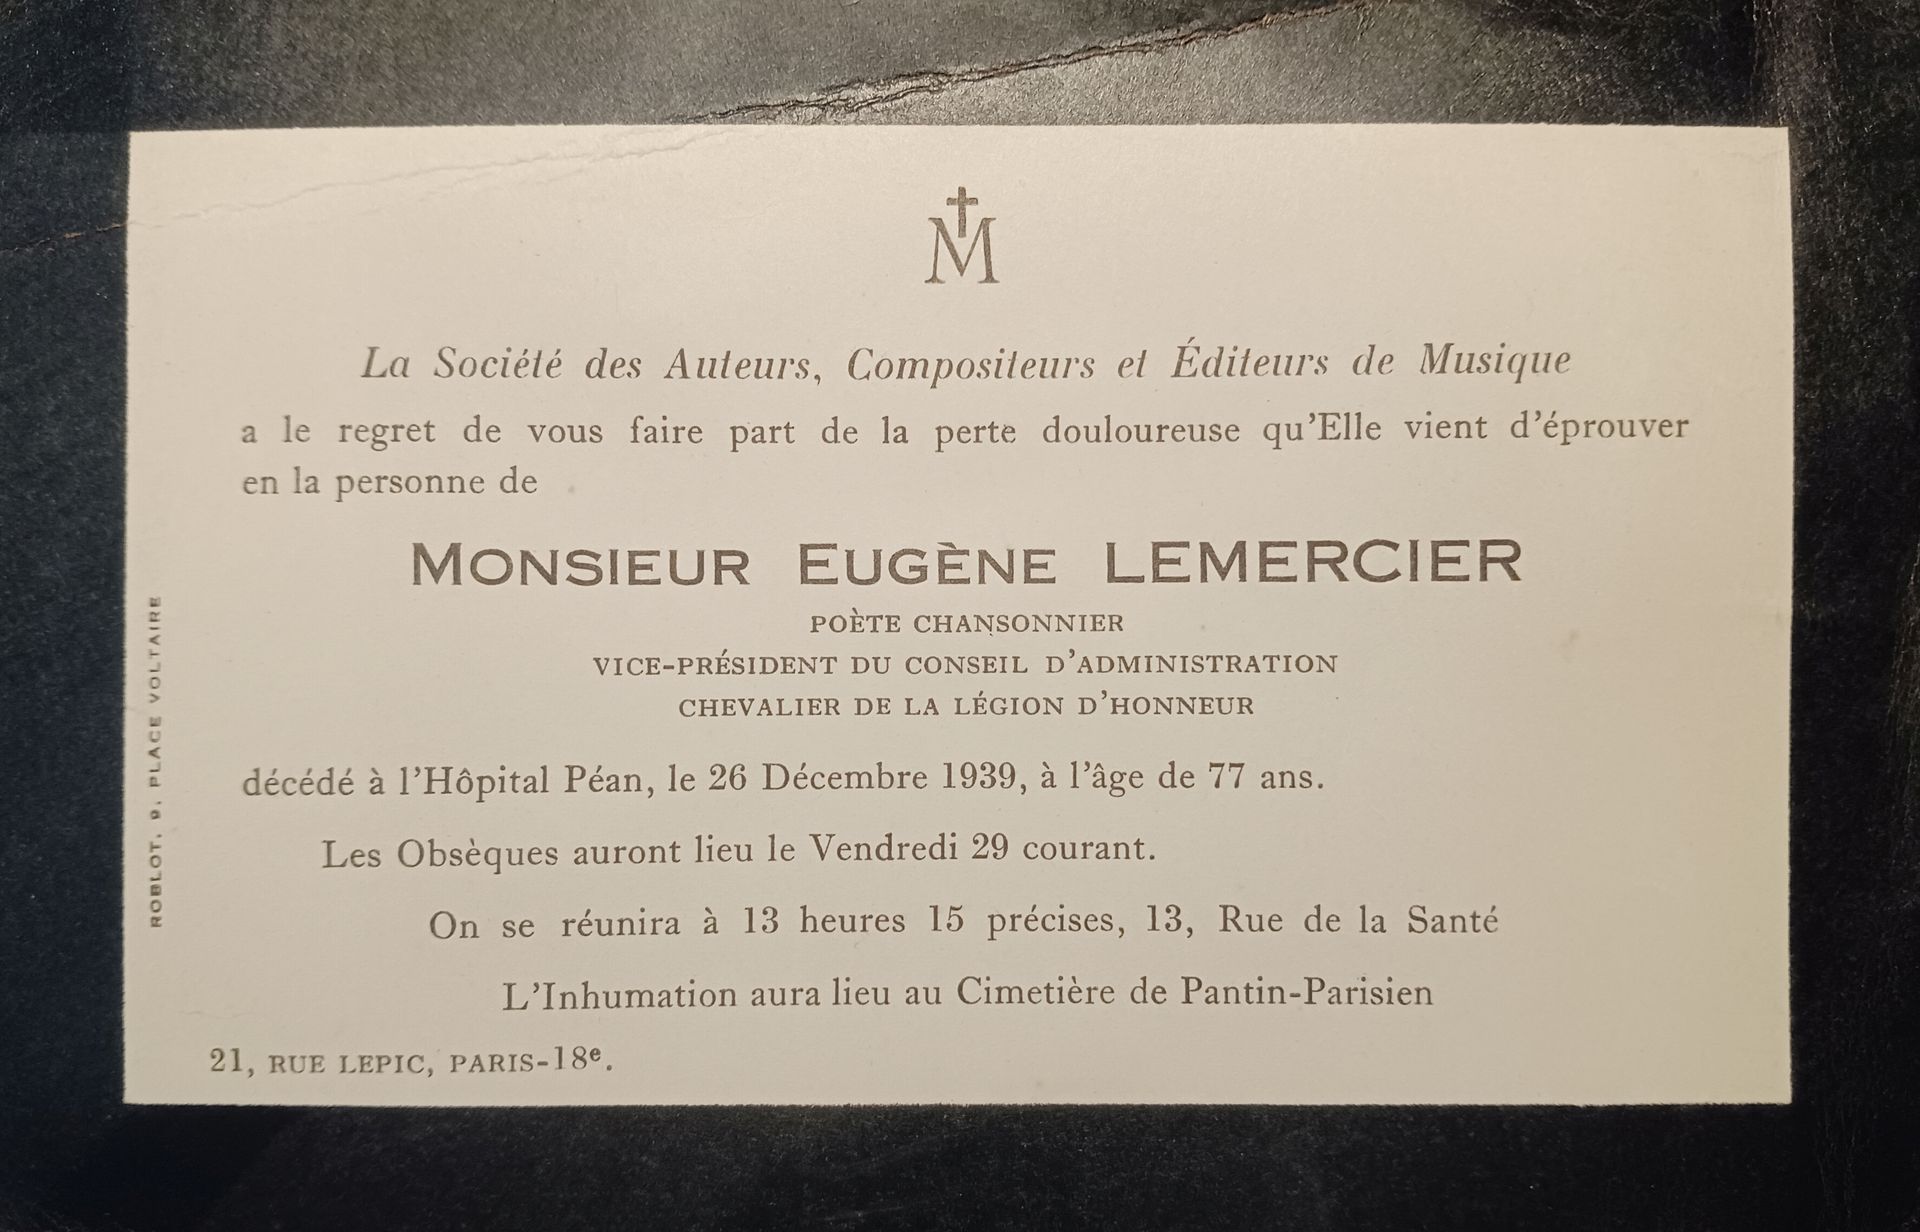 M
La Société des Auteurs, Compositeurs et Éditeurs de Musique
a le regret de vous faire part de la perte douloureuse qu'Elle vient d'éprouver
en la personne de
MONSIEUR EUGÈNE LEMERCIER
POÈTE CHANSONNIER
VICE-PRÉSIDENT DU CONSEIL D'ADMINISTRATION
CHEVALIER DE LA LÉGION D'HONNEUR
décédé à l'Hôpital Péan, le 26 Décembre 1939, à l'âge de 77 ans.
Les Obsèques auront lieu le Vendredi 29 courant.
On se réunira à 13 heures 15 précises, 13, Rue de la Santé
L'Inhumation aura lieu au Cimetière de Pantin-Parisien
21, RUE LEPIC, PARIS-18e.
ROBLOT, 9, PLACE VOLTAIRE